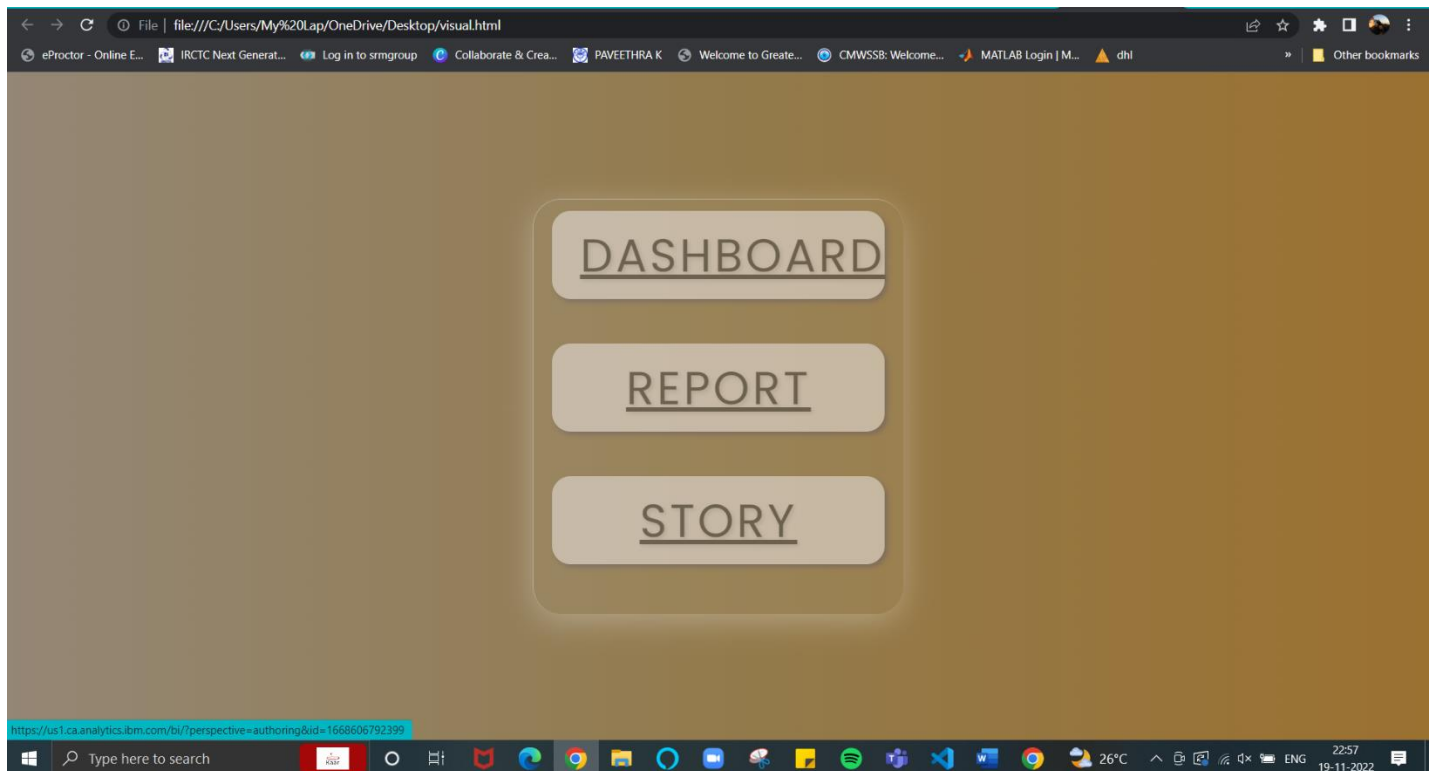 File | file:///C:/Users/My%20Lap/OneDrive/Desktop/visual.html
eProctor - Online E... IRCTC Next Generat... Log in to srmgroup Collaborate & Crea... PAVEETHRA K Welcome to Greate... CMWSSB: Welcome... MATLAB Login | M... dhl » Other bookmarks
DASHBOARD
REPORT
STORY
https://us1.ca.analytics.ibm.com/bi/?perspective=authoring&id=1668606792399
Type here to search 26°C ENG 22:57
19-11-2022